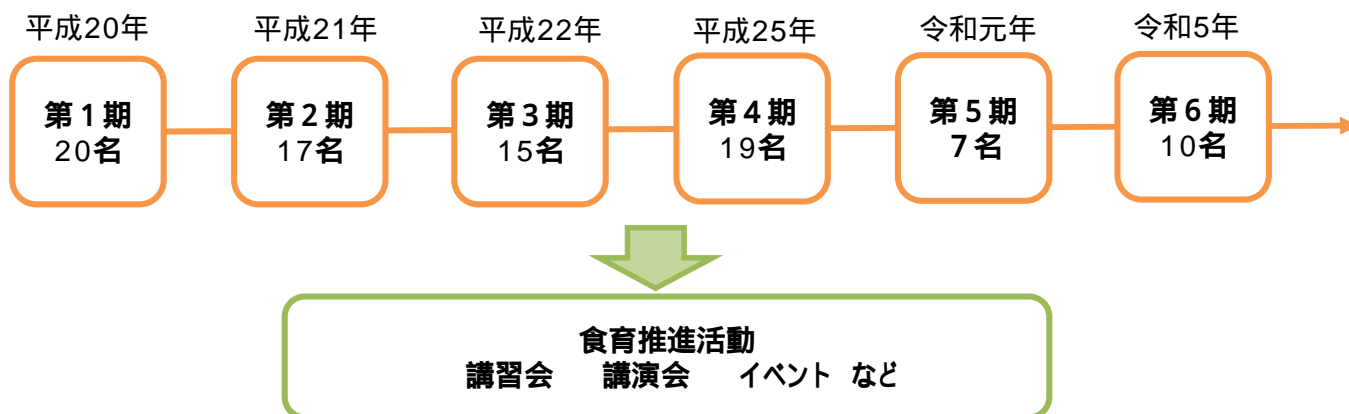 平成20年
平成21年
平成22年
平成25年
令和元年
令和5年
第1期
20名
第2期
17名
第3期
15名
第4期
19名
第5期
7名
第6期
10名
食育推進活動
講習会 講演会 イベント など